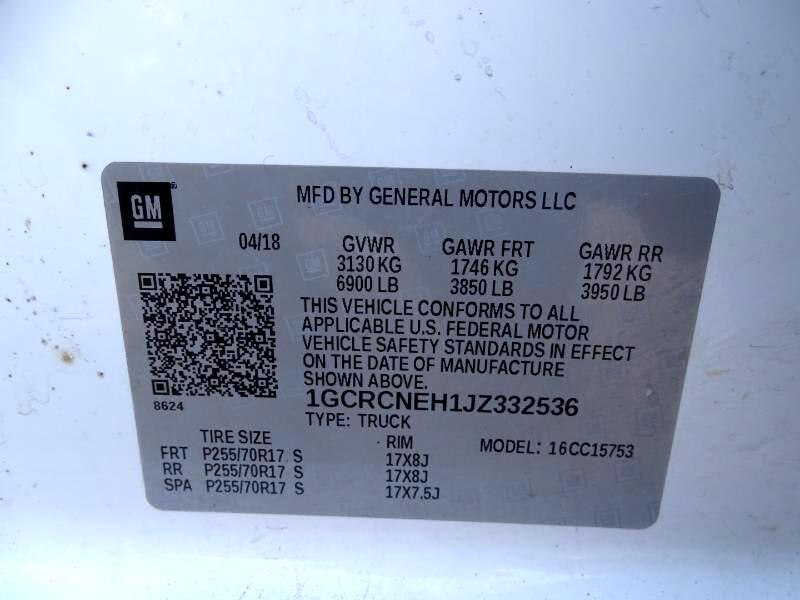 GM
MFD BY GENERAL MOTORS LLC
04/18 GVWR GAWR FRT GAWR RR
3130 KG 1746 KG 1792 KG
6900 LB 3850 LB 3950 LB
THIS VEHICLE CONFORMS TO ALL
APPLICABLE U.S. FEDERAL MOTOR
VEHICLE SAFETY STANDARDS IN EFFECT
ON THE DATE OF MANUFACTURE
SHOWN ABOVE.
8624
1GCRCNEH1JZ332536
TYPE: TRUCK
TIRE SIZE RIM MODEL: 16CC15753
FRT P255/70R17 S 17X8J
RR P255/70R17 S 17X8J
SPA P255/70R17 S 17X7.5J